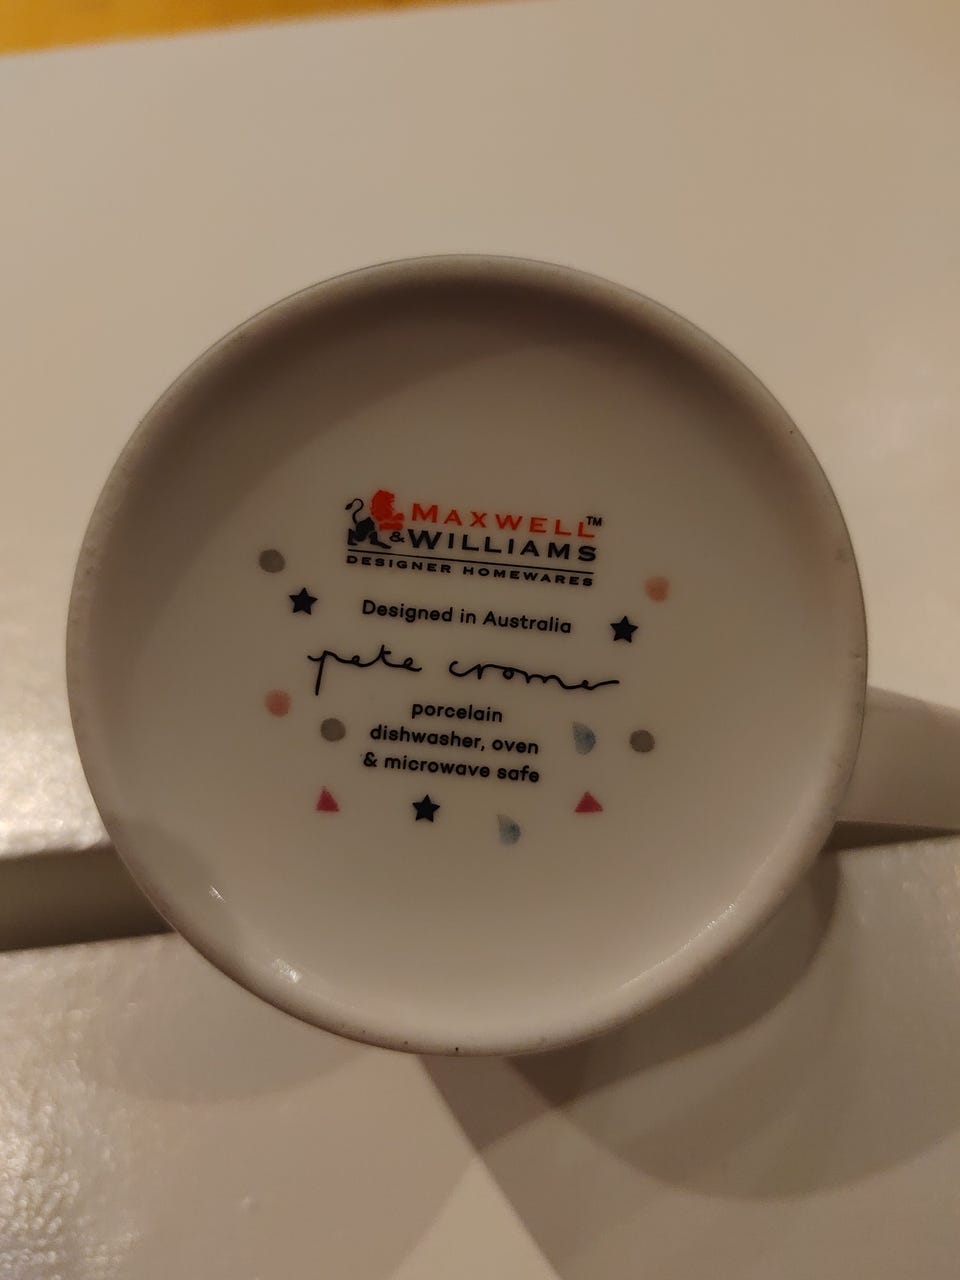 MAXWELL™
&WILLIAMS
DESIGNER HOMEWARES
Designed in Australia
pete cromer
porcelain
dishwasher, oven
& microwave safe